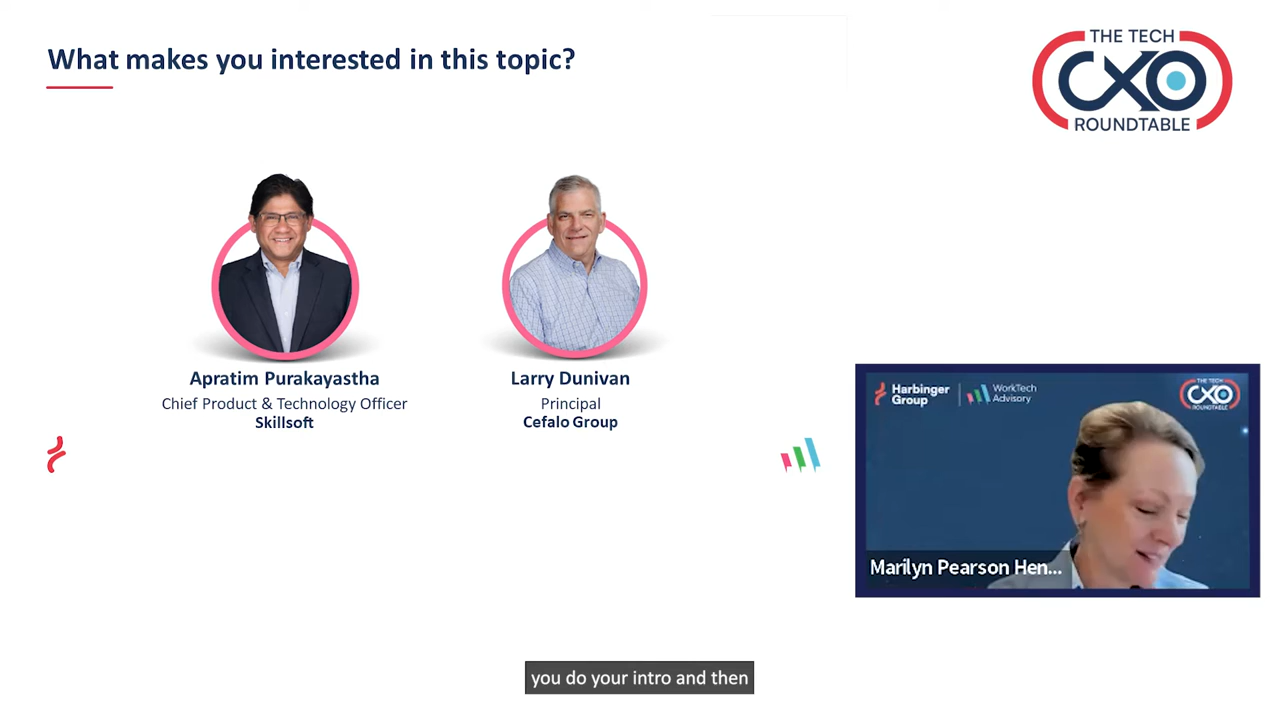 What makes you interested in this topic?
THE TECH
CXO
ROUNDTABLE
Apratim Purakayastha
Chief Product & Technology Officer
Skillsoft
Larry Dunivan
Principal
Cefalo Group
Harbinger
Group
WorkTech
Advisory
THE TECH
CXO
ROUNDTABLE
Marilyn Pearson Hen...
you do your intro and then